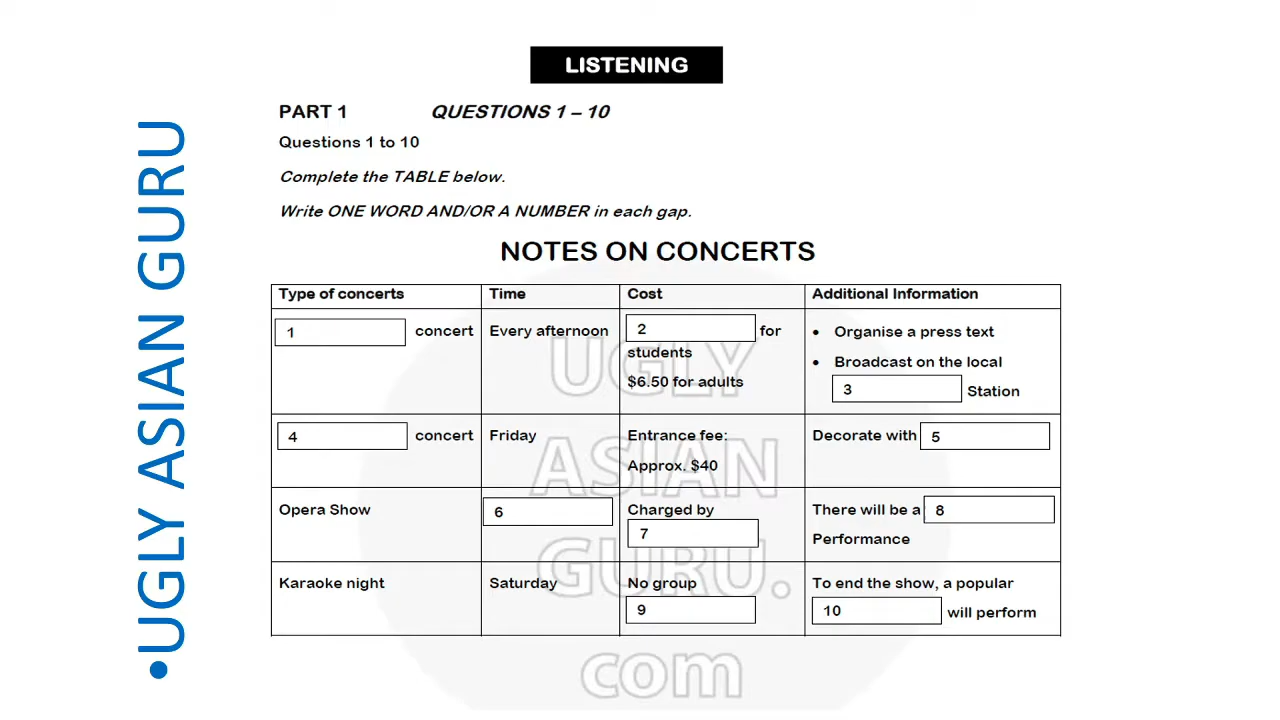 LISTENING
PART 1 QUESTIONS 1 – 10
Questions 1 to 10
Complete the TABLE below.
Write ONE WORD AND/OR A NUMBER in each gap.
NOTES ON CONCERTS
Type of concerts Time Cost Additional Information
1 concert Every afternoon 2 for
students
$6.50 for adults
• Organise a press text
• Broadcast on the local
3 Station
4 concert Friday Entrance fee:
Approx. $40
Decorate with 5
Opera Show 6 Charged by
7
There will be a 8
Performance
Karaoke night Saturday No group
9
To end the show, a popular
10 will perform
•UGLY ASIAN GURU
UGLY
ASIAN
GURU.
com